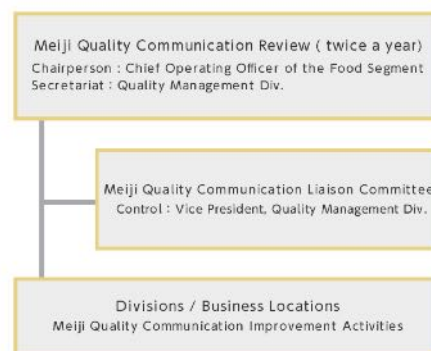 Meiji Quality Communication Review ( twice a year)
Chairperson : Chief Operating Officer of the Food Segment
Secretariat : Quality Management Div.
Meiji Quality Communication Liaison Committee
Control : Vice President, Quality Management Div.
Divisions / Business Locations
Meiji Quality Communication Improvement Activities